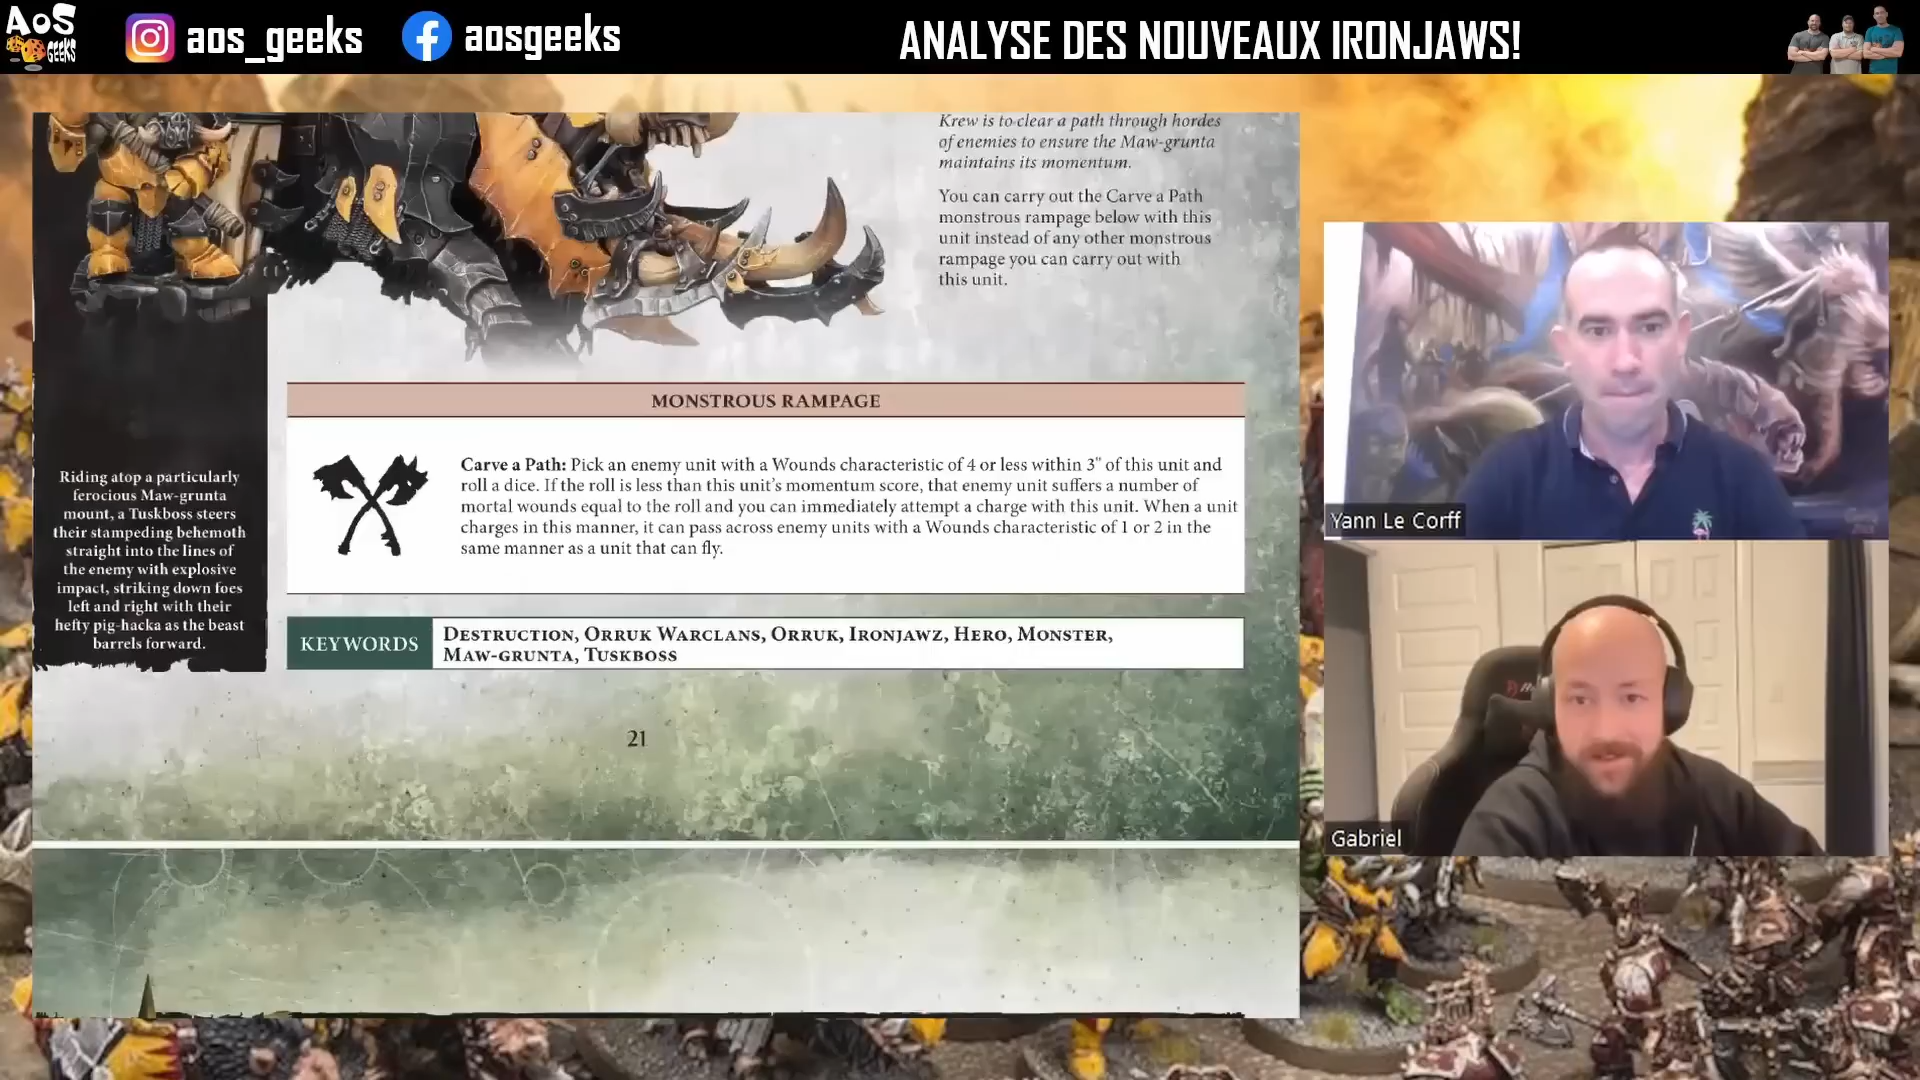 AoS
GEEKS
aos_geeks
aosgeeks
ANALYSE DES NOUVEAUX IRONJAWS!
Krew is to clear a path through hordes
of enemies to ensure the Maw-grunta
maintains its momentum.
You can carry out the Carve a Path
monstrous rampage below with this
unit instead of any other monstrous
rampage you can carry out with
this unit.
MONSTROUS RAMPAGE
Carve a Path: Pick an enemy unit with a Wounds characteristic of 4 or less within 3" of this unit and
roll a dice. If the roll is less than this unit's momentum score, that enemy unit suffers a number of
mortal wounds equal to the roll and you can immediately attempt a charge with this unit. When a unit
charges in this manner, it can pass across enemy units with a Wounds characteristic of 1 or 2 in the
same manner as a unit that can fly.
Riding atop a particularly
ferocious Maw-grunta
mount, a Tuskboss steers
their stampeding behemoth
straight into the lines of
the enemy with explosive
impact, striking down foes
left and right with their
hefty pig-hacka as the beast
barrels forward.
KEYWORDS
DESTRUCTION, ORRUK WARCLANS, ORRUK, IRONJAWZ, HERO, MONSTER,
MAW-GRUNTA, TUSKBOSS
21
Yann Le Corff
Gabriel